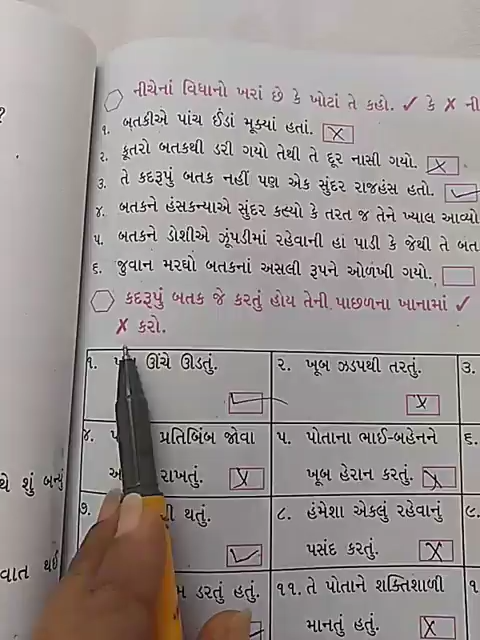 નીચેનાં વિધાનો ખરાં છે કે ખોટાં તે કહો. ✓ કે ✗ ની
૧. બતકીએ પાંચ ઈંડાં મૂક્યાં હતાં. ✗
૨. કૂતરો બતકથી ડરી ગયો તેથી તે દૂર નાસી ગયો. ✗
૩. તે કદરૂપું બતક નહીં પણ એક સુંદર રાજહંસ હતો. ✓
૪. બતકને હંસકન્યાએ સુંદર કહ્યો કે તરત જ તેને ખ્યાલ આવ્યો
૫. બતકને ડોશીએ ઝૂંપડીમાં રહેવાની હાં પાડી કે જેથી તે બત
૬. જુવાન મરઘો બતકનાં અસલી રૂપને ઓળખી ગયો.
કદરૂપું બતક જે કરતું હોય તેની પાછળના ખાનામાં ✓
✗ કરો.
૧. ઊંચે ઊડતું. ✓
૨. ખૂબ ઝડપથી તરતું. ✗
૩.
૪. પ્રતિબિંબ જોવા
રાખતું. ✗
૫. પોતાના ભાઈ-બહેનને
ખૂબ હેરાન કરતું. ✗
૬.
૭. થતું. ✓
૮. હંમેશા એકલું રહેવાનું
પસંદ કરતું. ✗
૯.
ડરતું હતું.
૧૧. તે પોતાને શક્તિશાળી
માનતું હતું. ✗
થે શું બન્યું
વાત થઈ